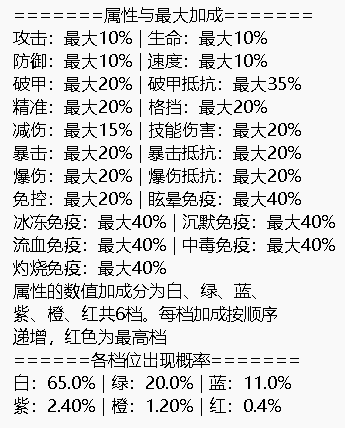 =======属性与最大加成=======
攻击：最大10% | 生命：最大10%
防御：最大10% | 速度：最大10%
破甲：最大20% | 破甲抵抗：最大35%
精准：最大20% | 格挡：最大20%
减伤：最大15% | 技能伤害：最大20%
暴击：最大20% | 暴击抵抗：最大20%
爆伤：最大20% | 爆伤抵抗：最大20%
免控：最大20% | 眩晕免疫：最大40%
冰冻免疫：最大40% | 沉默免疫：最大40%
流血免疫：最大40% | 中毒免疫：最大40%
灼烧免疫：最大40%
属性的数值加成分为白、绿、蓝、
紫、橙、红共6档。每档加成按顺序
递增，红色为最高档
======各档位出现概率=======
白：65.0% | 绿：20.0% | 蓝：11.0%
紫：2.40% | 橙：1.20% | 红：0.4%